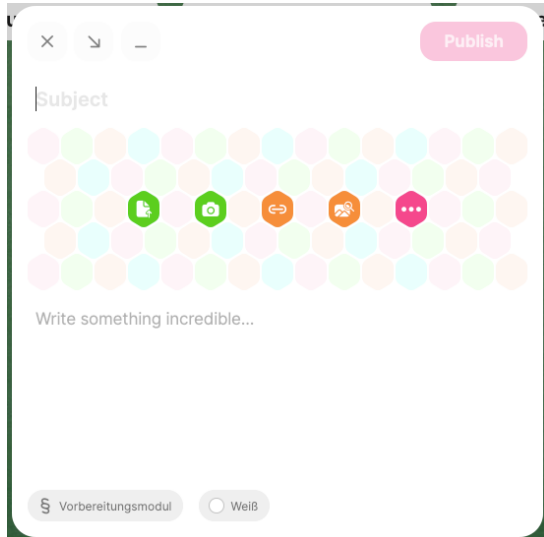 Publish
Subject
Write something incredible...
§ Vorbereitungsmodul
Weiß